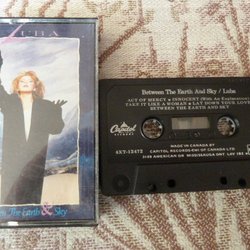 LUBA
Between The Earth & Sky
Between The Earth And Sky / Luba
ACT OF MERCY • INNOCENT (With An Explanation)
TAKE IT LIKE A WOMAN • LAY DOWN YOUR
BETWEEN THE EARTH AND SKY
Capitol
MADE IN CANADA BY
CAPITOL RECORDS-EMI OF CANADA LTD
4XT-12472
3109 AMERICAN DR. MISSISSAUGA ONT.